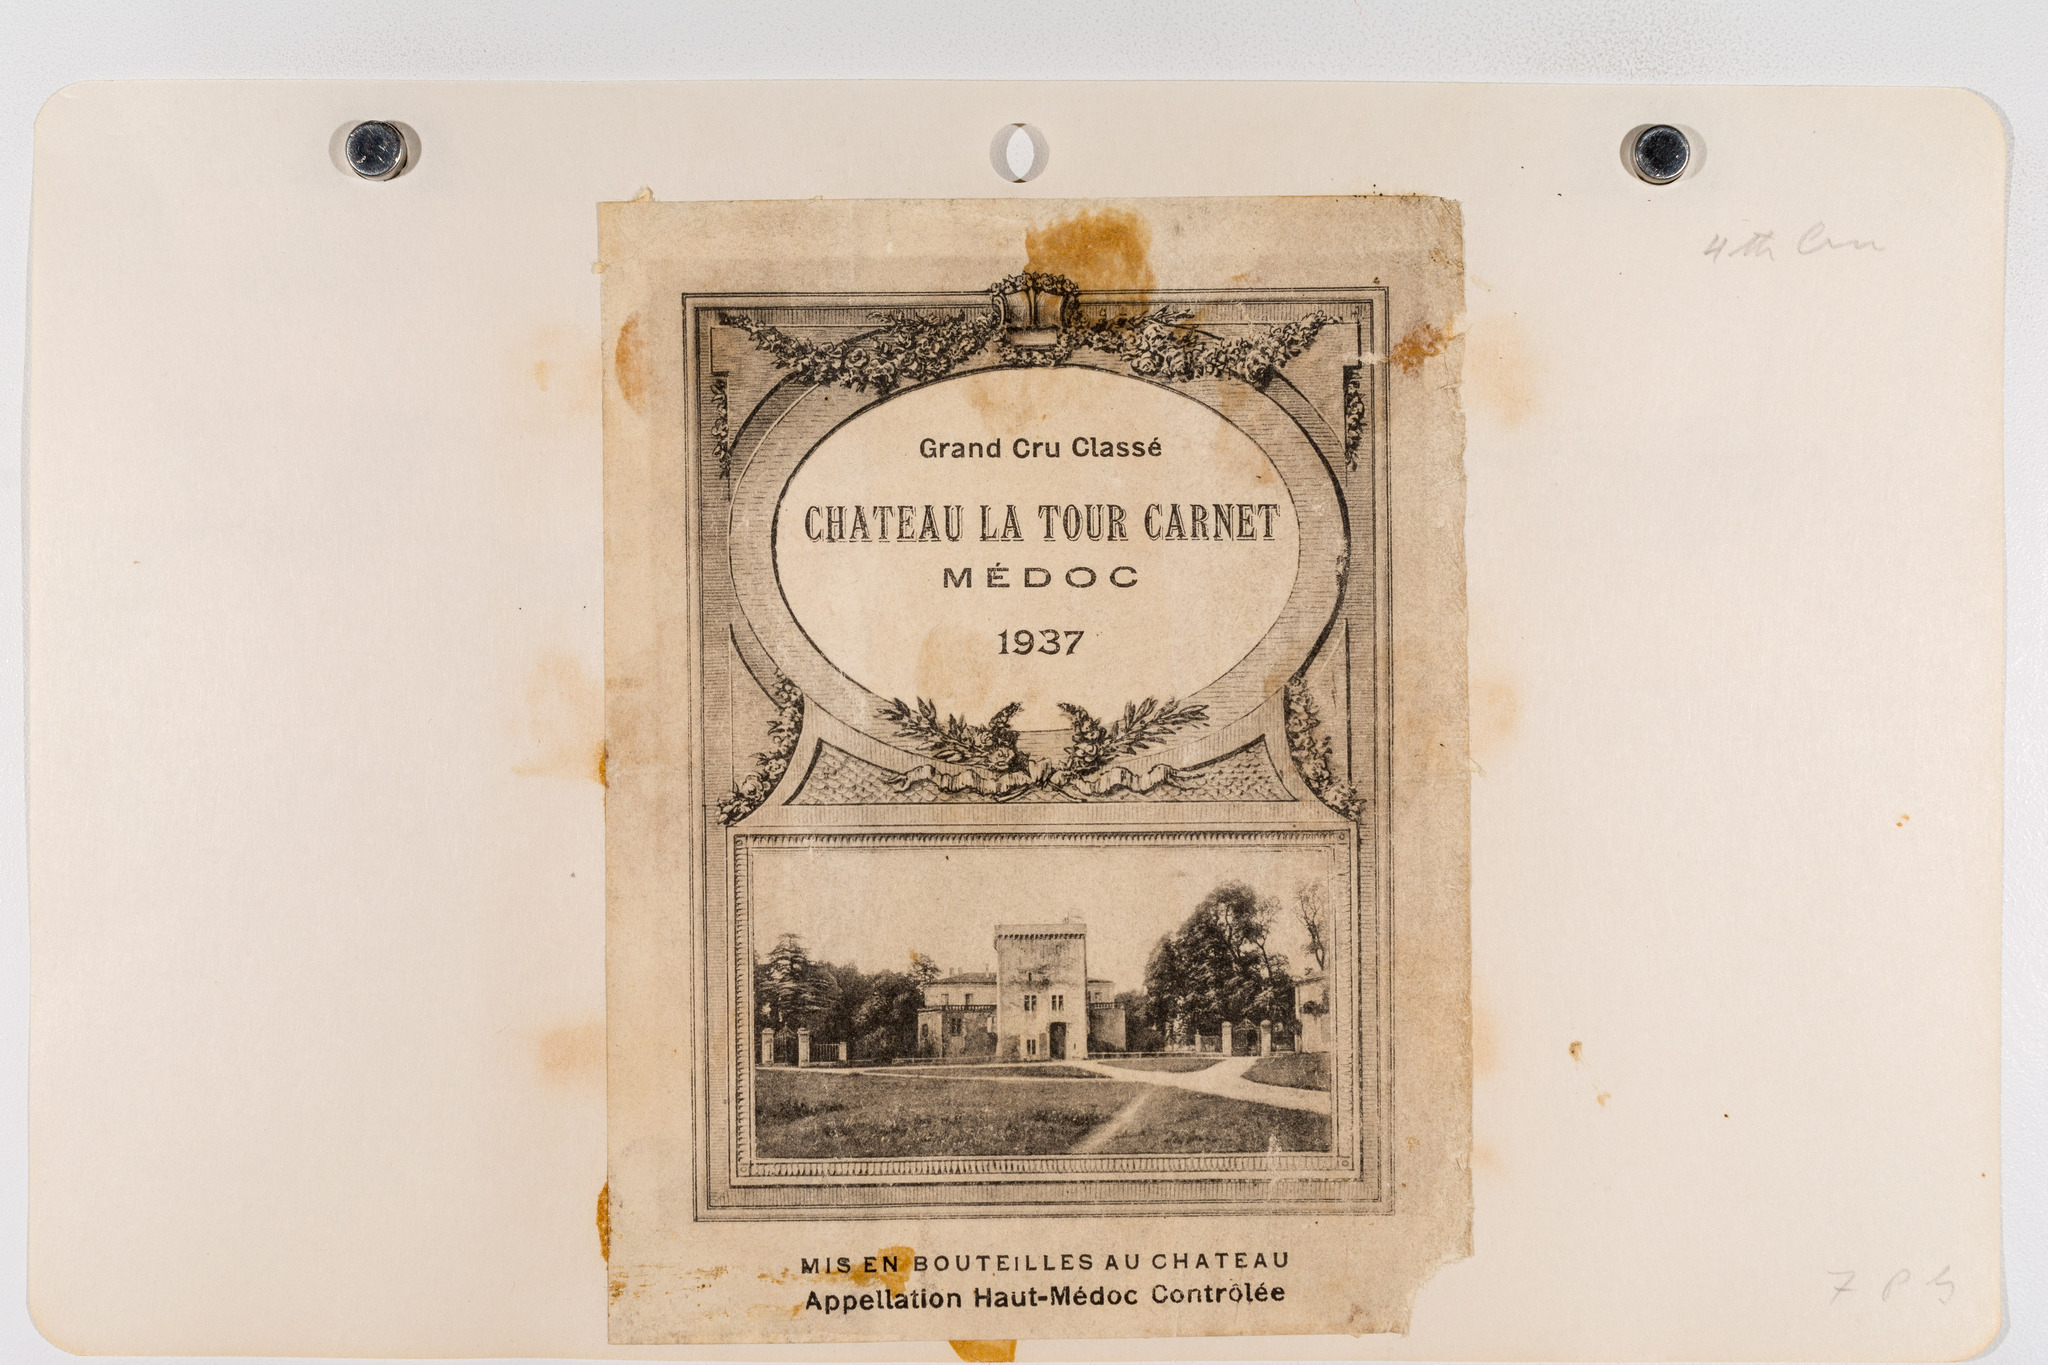 4th Cru
Grand Cru Classé
CHATEAU LA TOUR CARNET
MÉDOC
1937
MIS EN BOUTEILLES AU CHATEAU
Appellation Haut-Médoc Contrôlée